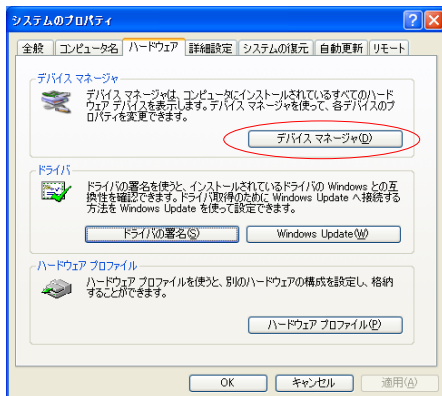 システムのプロパティ
全般 コンピュータ名 ハードウェア 詳細設定 システムの復元 自動更新 リモート
デバイス マネージャ
デバイス マネージャは、コンピュータにインストールされているすべてのハード
ウェア デバイスを表示します。デバイス マネージャを使って、各デバイスのプ
ロパティを変更できます。
デバイス マネージャ(D)
ドライバ
ドライバの署名を使うと、インストールされているドライバの Windows との互
換性を確認できます。ドライバ取得のために Windows Update へ接続する
方法を Windows Update を使って設定できます。
ドライバの署名(S) Windows Update(W)
ハードウェア プロファイル
ハードウェア プロファイルを使うと、別のハードウェアの構成を設定し、格納
することができます。
ハードウェア プロファイル(P)
OK キャンセル 適用(A)